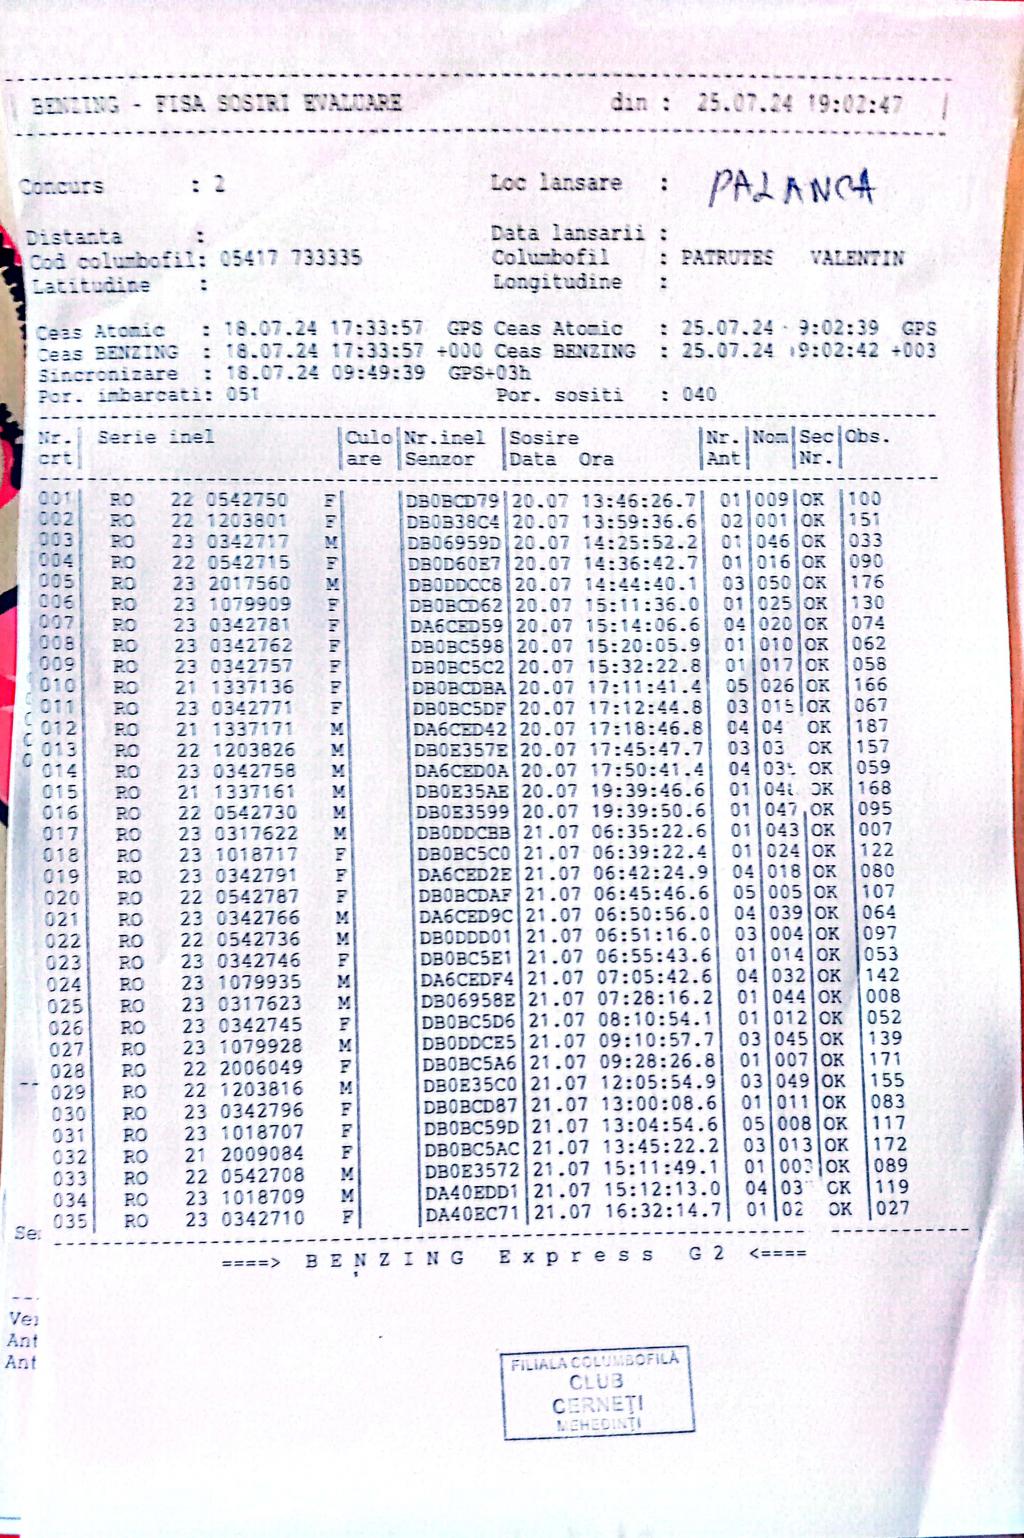 BENZING - FISA SOSIRI EVALUARE din : 25.07.24 19:02:47
Concurs : 2 Loc lansare : PALANCA
Distanta : Data lansarii :
Cod columbofil: 05417 733335 Columbofil : PATRUTES VALENTIN
Latitudine : Longitudine :
Ceas Atomic : 18.07.24 17:33:57 GPS Ceas Atomic : 25.07.24 9:02:39 GPS
Ceas BENZING : 18.07.24 17:33:57 +000 Ceas BENZING : 25.07.24 9:02:42 +003
Sincronizare : 18.07.24 09:49:39 GPS+03h
Por. imbarcati: 051 Por. sositi : 040
Nr. Serie inel Culo Nr.inel Sosire Nr. Nom Sec Obs.
crt are Senzor Data Ora Ant Nr.
001 RO 22 0542750 F DB0BCD79 20.07 13:46:26.7 01 009 OK 100
002 RO 22 1203801 F DB0B38C4 20.07 13:59:36.6 02 001 OK 151
003 RO 23 0342717 M DB06959D 20.07 14:25:52.2 01 046 OK 033
004 RO 22 0542715 F DB0D60E7 20.07 14:36:42.7 01 016 OK 090
005 RO 23 2017560 M DB0DDCC8 20.07 14:44:40.1 03 050 OK 176
006 RO 23 1079909 F DB0BCD62 20.07 15:11:36.0 01 025 OK 130
007 RO 23 0342781 F DA6CED59 20.07 15:14:06.6 04 020 OK 074
008 RO 23 0342762 F DB0BC598 20.07 15:20:05.9 01 010 OK 062
009 RO 23 0342757 F DB0BC5C2 20.07 15:32:22.8 01 017 OK 058
010 RO 21 1337136 F DB0BCDBA 20.07 17:11:41.4 05 026 OK 166
011 RO 23 0342771 F DB0BC5DF 20.07 17:12:44.8 03 015 OK 067
012 RO 21 1337171 M DA6CED42 20.07 17:18:46.8 04 04 OK 187
013 RO 22 1203826 M DB0E357E 20.07 17:45:47.7 03 03 OK 157
014 RO 23 0342758 M DA6CED0A 20.07 17:50:41.4 04 03 OK 059
015 RO 21 1337161 M DB0E35AE 20.07 19:39:46.6 01 04 OK 168
016 RO 22 0542730 M DB0E3599 20.07 19:39:50.6 01 047 OK 095
017 RO 23 0317622 M DB0DDCBB 21.07 06:35:22.6 01 043 OK 007
018 RO 23 1018717 F DB0BC5C0 21.07 06:39:22.4 01 024 OK 122
019 RO 23 0342791 F DA6CED2E 21.07 06:42:24.9 04 018 OK 080
020 RO 22 0542787 F DB0BCDAF 21.07 06:45:46.6 05 005 OK 107
021 RO 23 0342766 M DA6CED9C 21.07 06:50:56.0 04 039 OK 064
022 RO 22 0542736 M DB0DDD01 21.07 06:51:16.0 03 004 OK 097
023 RO 23 0342746 F DB0BC5E1 21.07 06:55:43.6 01 014 OK 053
024 RO 23 1079935 M DA6CEDF4 21.07 07:05:42.6 04 032 OK 142
025 RO 23 0317623 M DB06958E 21.07 07:28:16.2 01 044 OK 008
026 RO 23 0342745 F DB0BC5D6 21.07 08:10:54.1 01 012 OK 052
027 RO 23 1079928 M DB0DDCE5 21.07 09:10:57.7 03 045 OK 139
028 RO 22 2006049 F DB0BC5A6 21.07 09:28:26.8 01 007 OK 171
029 RO 22 1203816 M DB0E35C0 21.07 12:05:54.9 03 049 OK 155
030 RO 23 0342796 F DB0BCD87 21.07 13:00:08.6 01 011 OK 083
031 RO 23 1018707 F DB0BC59D 21.07 13:04:54.6 05 008 OK 117
032 RO 21 2009084 F DB0BC5AC 21.07 13:45:22.2 03 013 OK 172
033 RO 22 0542708 M DB0E3572 21.07 15:11:49.1 01 003 OK 089
034 RO 23 1018709 M DA40EDD1 21.07 15:12:13.0 04 03 OK 119
035 RO 23 0342710 F DA40EC71 21.07 16:32:14.7 01 02 OK 027
====> BENZING Express G2 <====
Ant
Ant
FILIALA COLUMBOFILĂ
CLUB
CERNEȚI
MEHEDINȚI